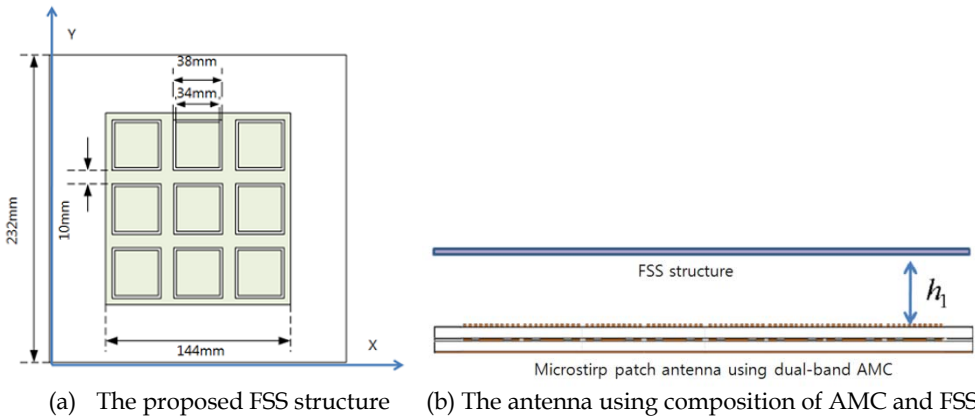 Y
38mm
34mm
232mm
10mm
144mm
X
FSS structure
h1
Microstirp patch antenna using dual-band AMC
(a) The proposed FSS structure
(b) The antenna using composition of AMC and FSS